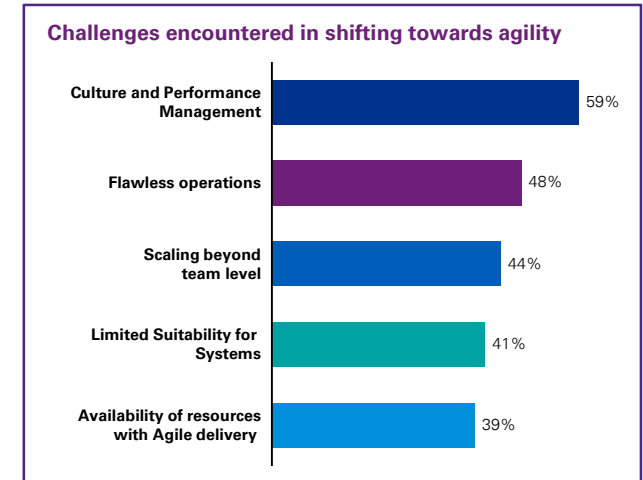 Challenges encountered in shifting towards agility
Culture and Performance
Management
59%
Flawless operations
48%
Scaling beyond
team level
44%
Limited Suitability for
Systems
41%
Availability of resources
with Agile delivery
39%